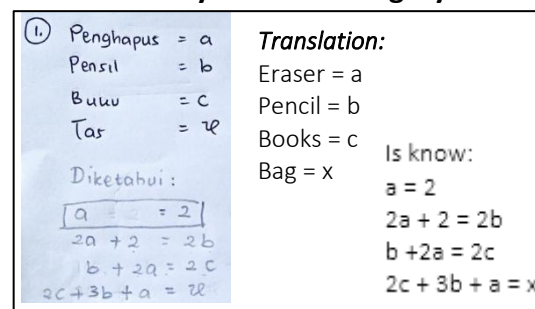 1.
Penghapus = a
Pensil = b
Buku = c
Tas = x
Diketahui :
a = 2
2a + 2 = 2b
b + 2a = 2c
2c + 3b + a = x
Translation:
Eraser = a
Pencil = b
Books = c
Bag = x
Is know:
a = 2
2a + 2 = 2b
b +2a = 2c
2c + 3b + a = x